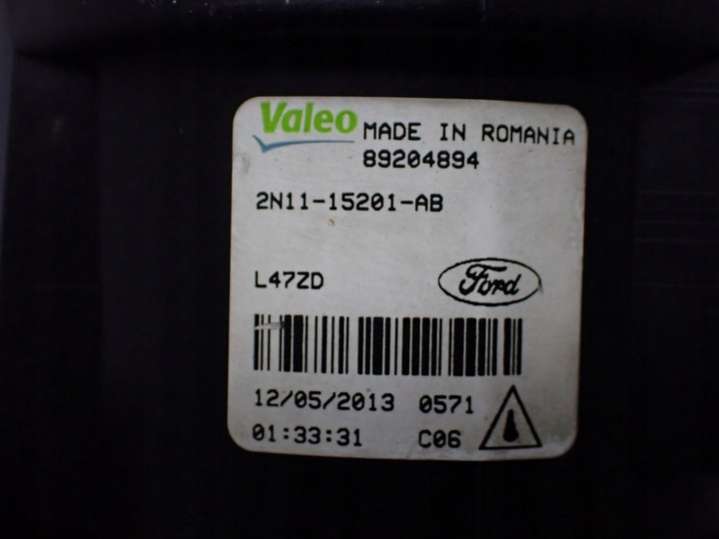 Valeo MADE IN ROMANIA
89204894
2N11-15201-AB
L47ZD Ford
12/05/2013 0571
01:33:31 C06